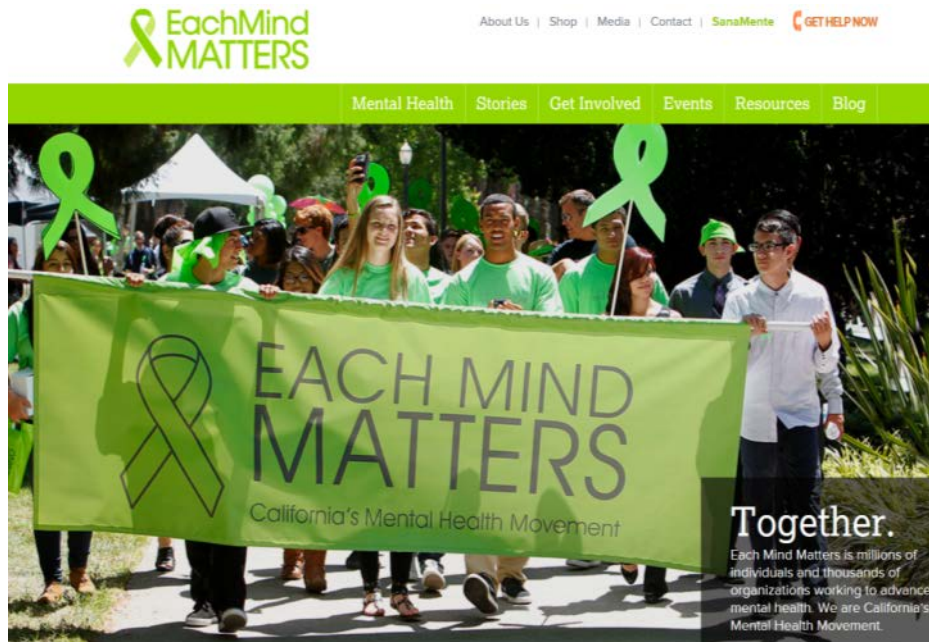 EachMind
MATTERS
About Us | Shop | Media | Contact | SanaMente GET HELP NOW
Mental Health Stories Get Involved Events Resources Blog
EACH MIND
MATTERS
California's Mental Health Movement
Together.
Each Mind Matters is millions of
individuals and thousands of
organizations working to advance
mental health. We are California's
Mental Health Movement.